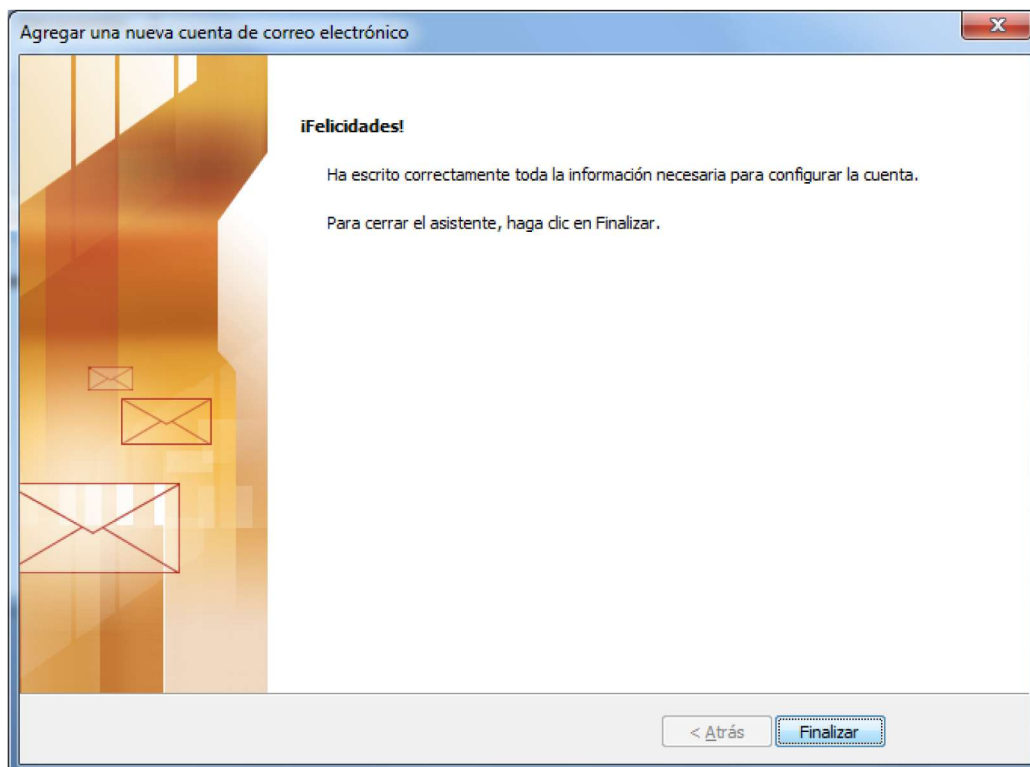 Agregar una nueva cuenta de correo electrónico
¡Felicidades!
Ha escrito correctamente toda la información necesaria para configurar la cuenta.
Para cerrar el asistente, haga clic en Finalizar.
< Atrás
Finalizar